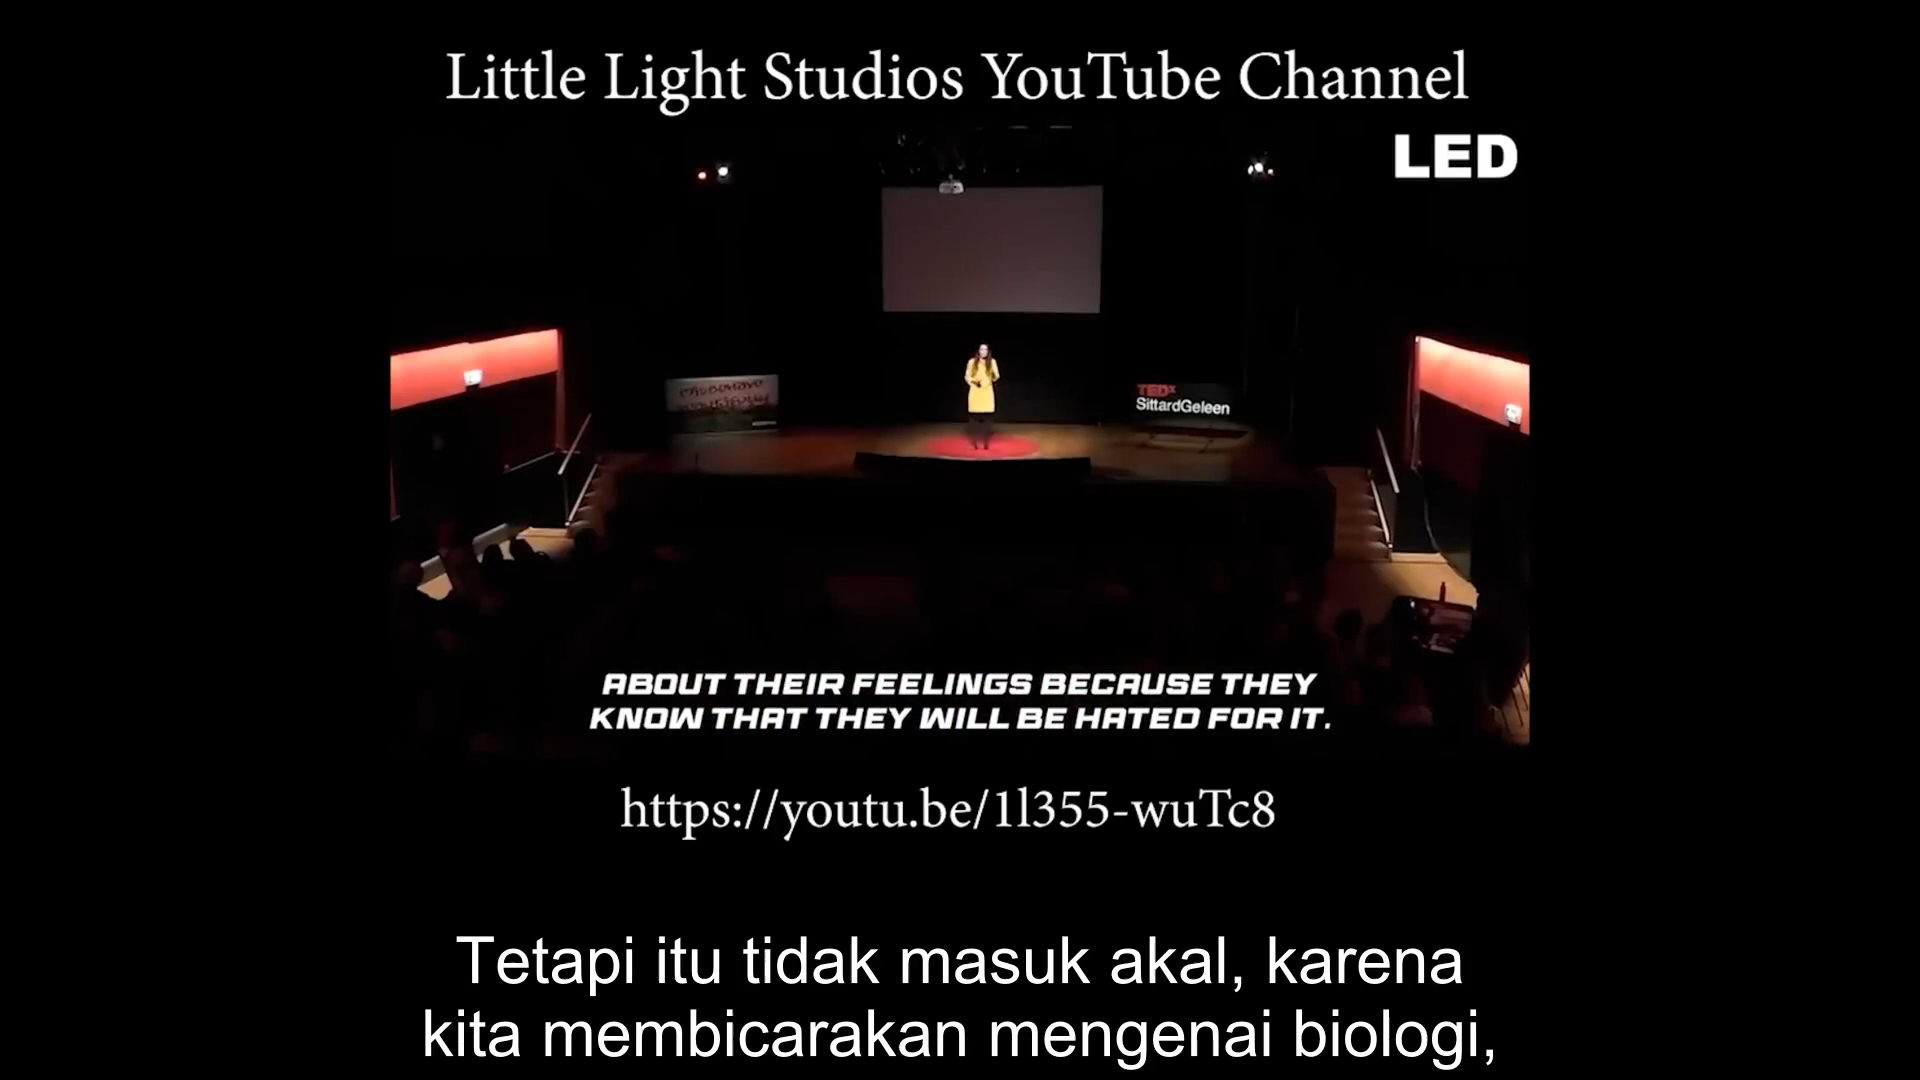 Little Light Studios YouTube Channel
LED
TEDx
SittardGeleen
ABOUT THEIR FEELINGS BECAUSE THEY
KNOW THAT THEY WILL BE HATED FOR IT.
https://youtu.be/1l355-wuTc8
Tetapi itu tidak masuk akal, karena
kita membicarakan mengenai biologi,